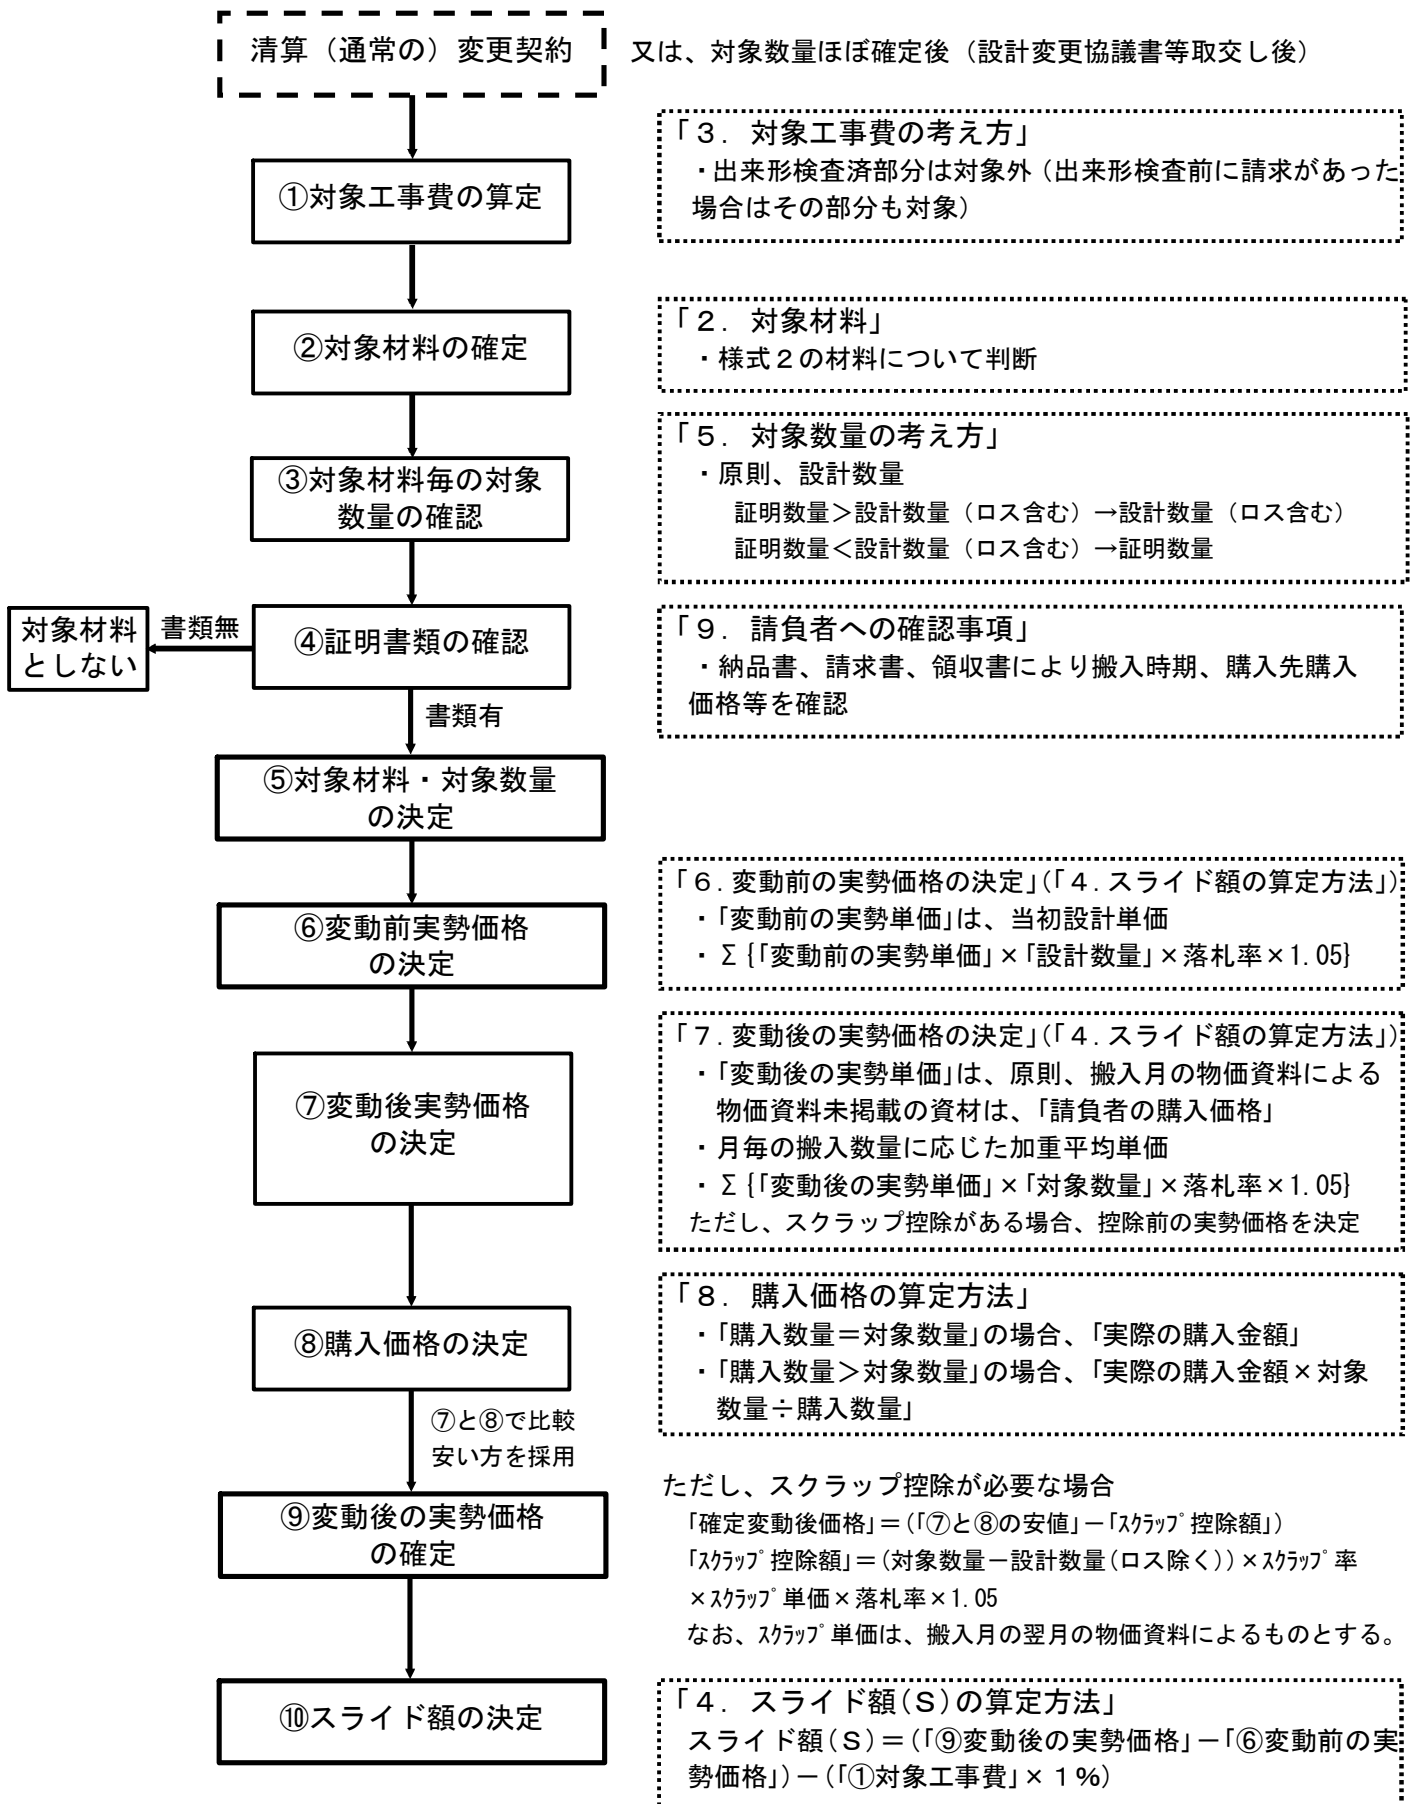 清算（通常の）変更契約　又は、対象数量ほぼ確定後（設計変更協議書等取交し後）
①対象工事費の算定
「３．対象工事費の考え方」
・出来形検査済部分は対象外（出来形検査前に請求があった
場合はその部分も対象）
②対象材料の確定
「２．対象材料」
・様式２の材料について判断
③対象材料毎の対象
数量の確認
「５．対象数量の考え方」
・原則、設計数量
証明数量＞設計数量（ロス含む）→設計数量（ロス含む）
証明数量＜設計数量（ロス含む）→証明数量
対象材料
としない
書類無
④証明書類の確認
書類有
「９．請負者への確認事項」
・納品書、請求書、領収書により搬入時期、購入先購入
価格等を確認
⑤対象材料・対象数量
の決定
⑥変動前実勢価格
の決定
「６.変動前の実勢価格の決定」(「４.スライド額の算定方法」)
・「変動前の実勢単価」は、当初設計単価
・Σ{「変動前の実勢単価」×「設計数量」×落札率×1.05}
⑦変動後実勢価格
の決定
「７.変動後の実勢価格の決定」(「４.スライド額の算定方法」)
・「変動後の実勢単価」は、原則、搬入月の物価資料による
物価資料未掲載の資材は、「請負者の購入価格」
・月毎の搬入数量に応じた加重平均単価
・Σ{「変動後の実勢単価」×「対象数量」×落札率×1.05}
ただし、スクラップ控除がある場合、控除前の実勢価格を決定
⑧購入価格の決定
「８．購入価格の算定方法」
・「購入数量＝対象数量」の場合、「実際の購入金額」
・「購入数量＞対象数量」の場合、「実際の購入金額×対象
数量÷購入数量」
⑦と⑧で比較
安い方を採用
⑨変動後の実勢価格
の確定
ただし、スクラップ控除が必要な場合
「確定変動後価格」＝(「⑦と⑧の安値」－「ｽｸﾗｯﾌﾟ控除額」)
「ｽｸﾗｯﾌﾟ控除額」＝(対象数量－設計数量(ロス除く))×ｽｸﾗｯﾌﾟ率
×ｽｸﾗｯﾌﾟ単価×落札率×1.05
なお、ｽｸﾗｯﾌﾟ単価は、搬入月の翌月の物価資料によるものとする。
⑩スライド額の決定
「４．スライド額(Ｓ)の算定方法」
スライド額(Ｓ)＝(「⑨変動後の実勢価格」－「⑥変動前の実
勢価格」)－(「①対象工事費」×１％)